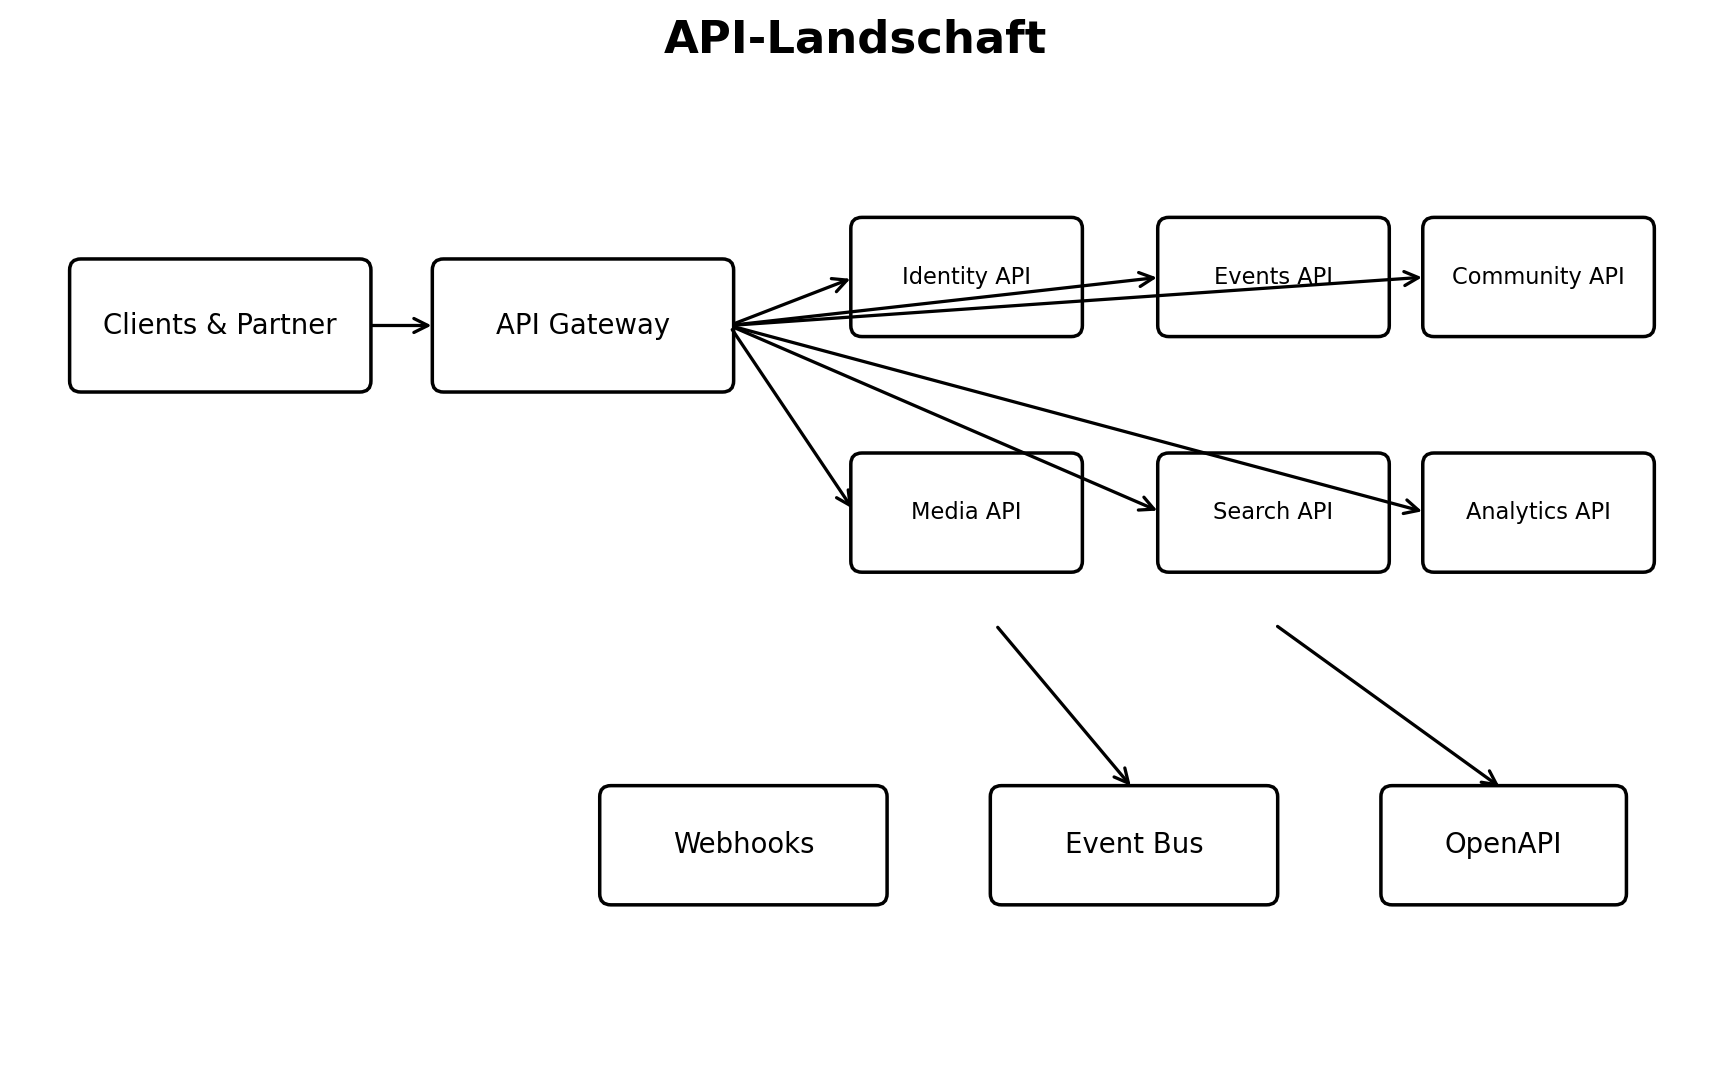 API-Landschaft
Clients & Partner
API Gateway
Identity API
Events API
Community API
Media API
Search API
Analytics API
Webhooks
Event Bus
OpenAPI